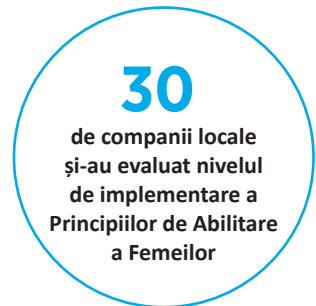 30
de companii locale
și-au evaluat nivelul
de implementare a
Principiilor de Abilitare
a Femeilor